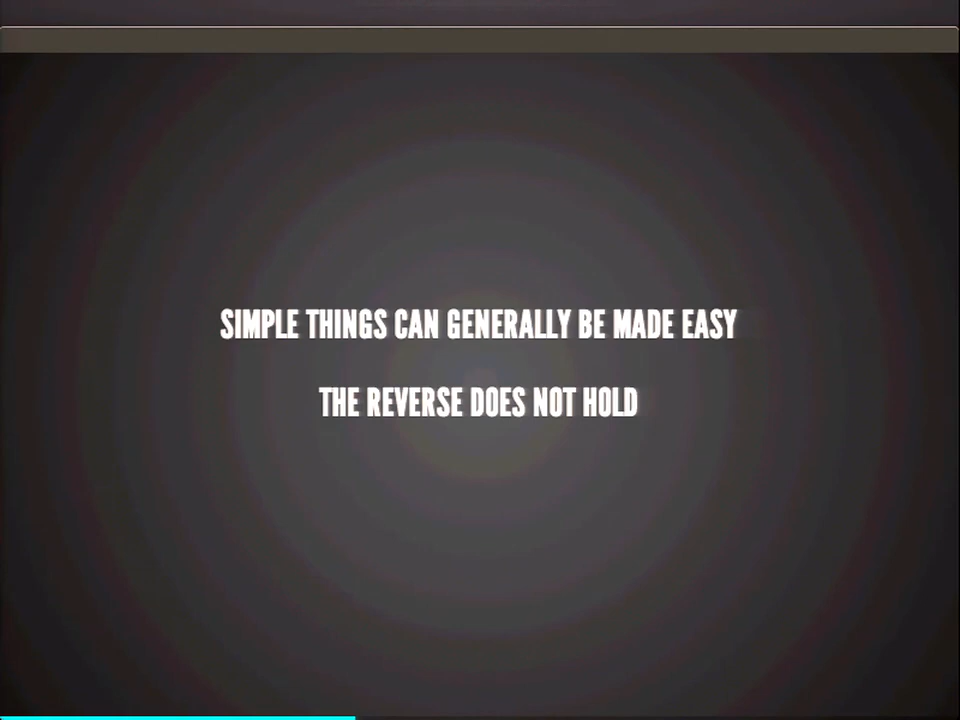 SIMPLE THINGS CAN GENERALLY BE MADE EASY
THE REVERSE DOES NOT HOLD